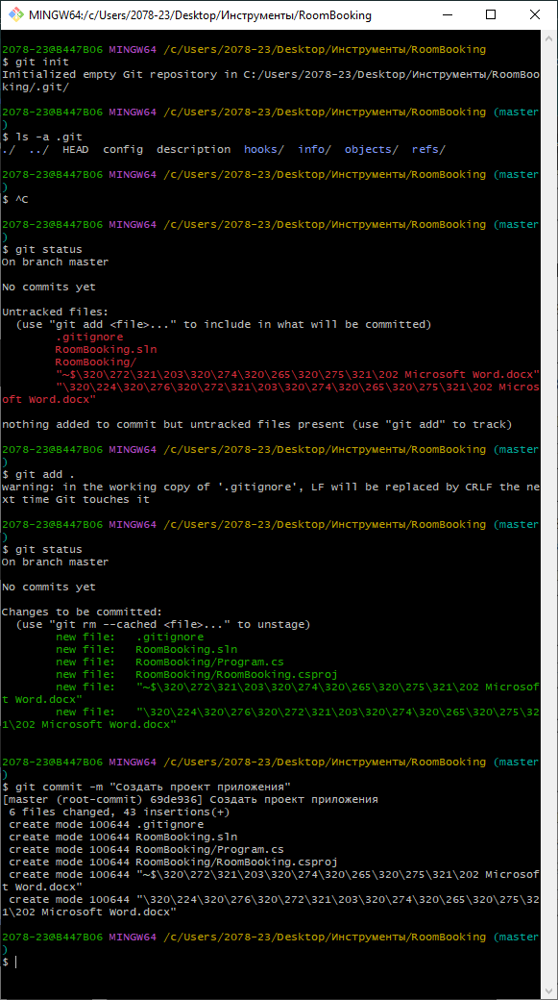 MINGW64:/c/Users/2078-23/Desktop/Инструменты/RoomBooking
2078-23@B447B06 MINGW64 /c/Users/2078-23/Desktop/Инструменты/RoomBooking
$ git init
Initialized empty Git repository in C:/Users/2078-23/Desktop/Инструменты/RoomBoo
king/.git/
2078-23@B447B06 MINGW64 /c/Users/2078-23/Desktop/Инструменты/RoomBooking (master
)
$ ls -a .git
./  ../  HEAD  config  description  hooks/  info/  objects/  refs/
2078-23@B447B06 MINGW64 /c/Users/2078-23/Desktop/Инструменты/RoomBooking (master
)
$ ^C
2078-23@B447B06 MINGW64 /c/Users/2078-23/Desktop/Инструменты/RoomBooking (master
)
$ git status
On branch master
No commits yet
Untracked files:
  (use "git add <file>..." to include in what will be committed)
        .gitignore
        RoomBooking.sln
        RoomBooking/
        "~$\320\272\321\203\320\274\320\265\320\275\321\202 Microsoft Word.docx"
        "\320\224\320\276\320\272\321\203\320\274\320\265\320\275\321\202 Micros
oft Word.docx"
nothing added to commit but untracked files present (use "git add" to track)
2078-23@B447B06 MINGW64 /c/Users/2078-23/Desktop/Инструменты/RoomBooking (master
)
$ git add .
warning: in the working copy of '.gitignore', LF will be replaced by CRLF the ne
xt time Git touches it
2078-23@B447B06 MINGW64 /c/Users/2078-23/Desktop/Инструменты/RoomBooking (master
)
$ git status
On branch master
No commits yet
Changes to be committed:
  (use "git rm --cached <file>..." to unstage)
        new file:   .gitignore
        new file:   RoomBooking.sln
        new file:   RoomBooking/Program.cs
        new file:   RoomBooking/RoomBooking.csproj
        new file:   "~$\320\272\321\203\320\274\320\265\320\275\321\202 Microsof
t Word.docx"
        new file:   "\320\224\320\276\320\272\321\203\320\274\320\265\320\275\32
1\202 Microsoft Word.docx"
2078-23@B447B06 MINGW64 /c/Users/2078-23/Desktop/Инструменты/RoomBooking (master
)
$ git commit -m "Создать проект приложения"
[master (root-commit) 69de936] Создать проект приложения
 6 files changed, 43 insertions(+)
 create mode 100644 .gitignore
 create mode 100644 RoomBooking.sln
 create mode 100644 RoomBooking/Program.cs
 create mode 100644 RoomBooking/RoomBooking.csproj
 create mode 100644 "~$\320\272\321\203\320\274\320\265\320\275\321\202 Microsof
t Word.docx"
 create mode 100644 "\320\224\320\276\320\272\321\203\320\274\320\265\320\275\32
1\202 Microsoft Word.docx"
2078-23@B447B06 MINGW64 /c/Users/2078-23/Desktop/Инструменты/RoomBooking (master
)
$